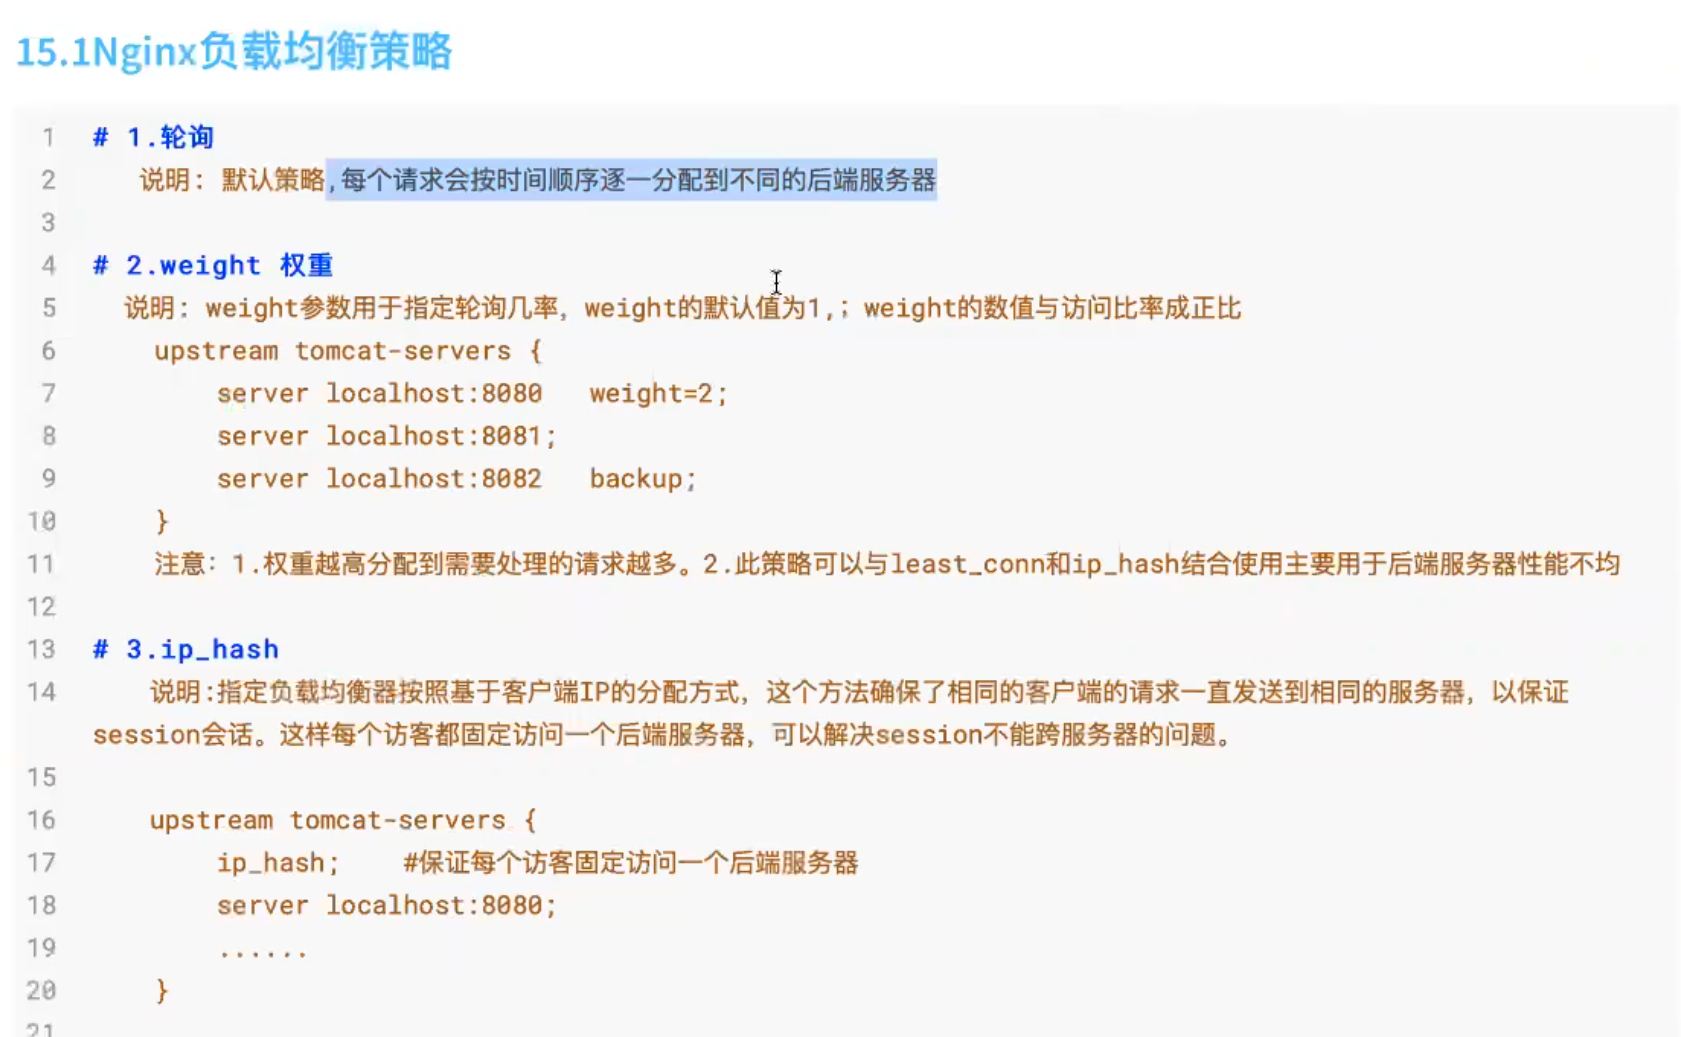 15.1Nginx负载均衡策略
1 # 1.轮询
2 说明: 默认策略,每个请求会按时间顺序逐一分配到不同的后端服务器
3
4 # 2.weight 权重
5 说明: weight参数用于指定轮询几率，weight的默认值为1,；weight的数值与访问比率成正比
6 upstream tomcat-servers {
7 server localhost:8080 weight=2;
8 server localhost:8081;
9 server localhost:8082 backup;
10 }
11 注意：1.权重越高分配到需要处理的请求越多。2.此策略可以与least_conn和ip_hash结合使用主要用于后端服务器性能不均
12
13 # 3.ip_hash
14 说明:指定负载均衡器按照基于客户端IP的分配方式，这个方法确保了相同的客户端的请求一直发送到相同的服务器，以保证
session会话。这样每个访客都固定访问一个后端服务器，可以解决session不能跨服务器的问题。
15
16 upstream tomcat-servers {
17 ip_hash; #保证每个访客固定访问一个后端服务器
18 server localhost:8080;
19 ......
20 }
21